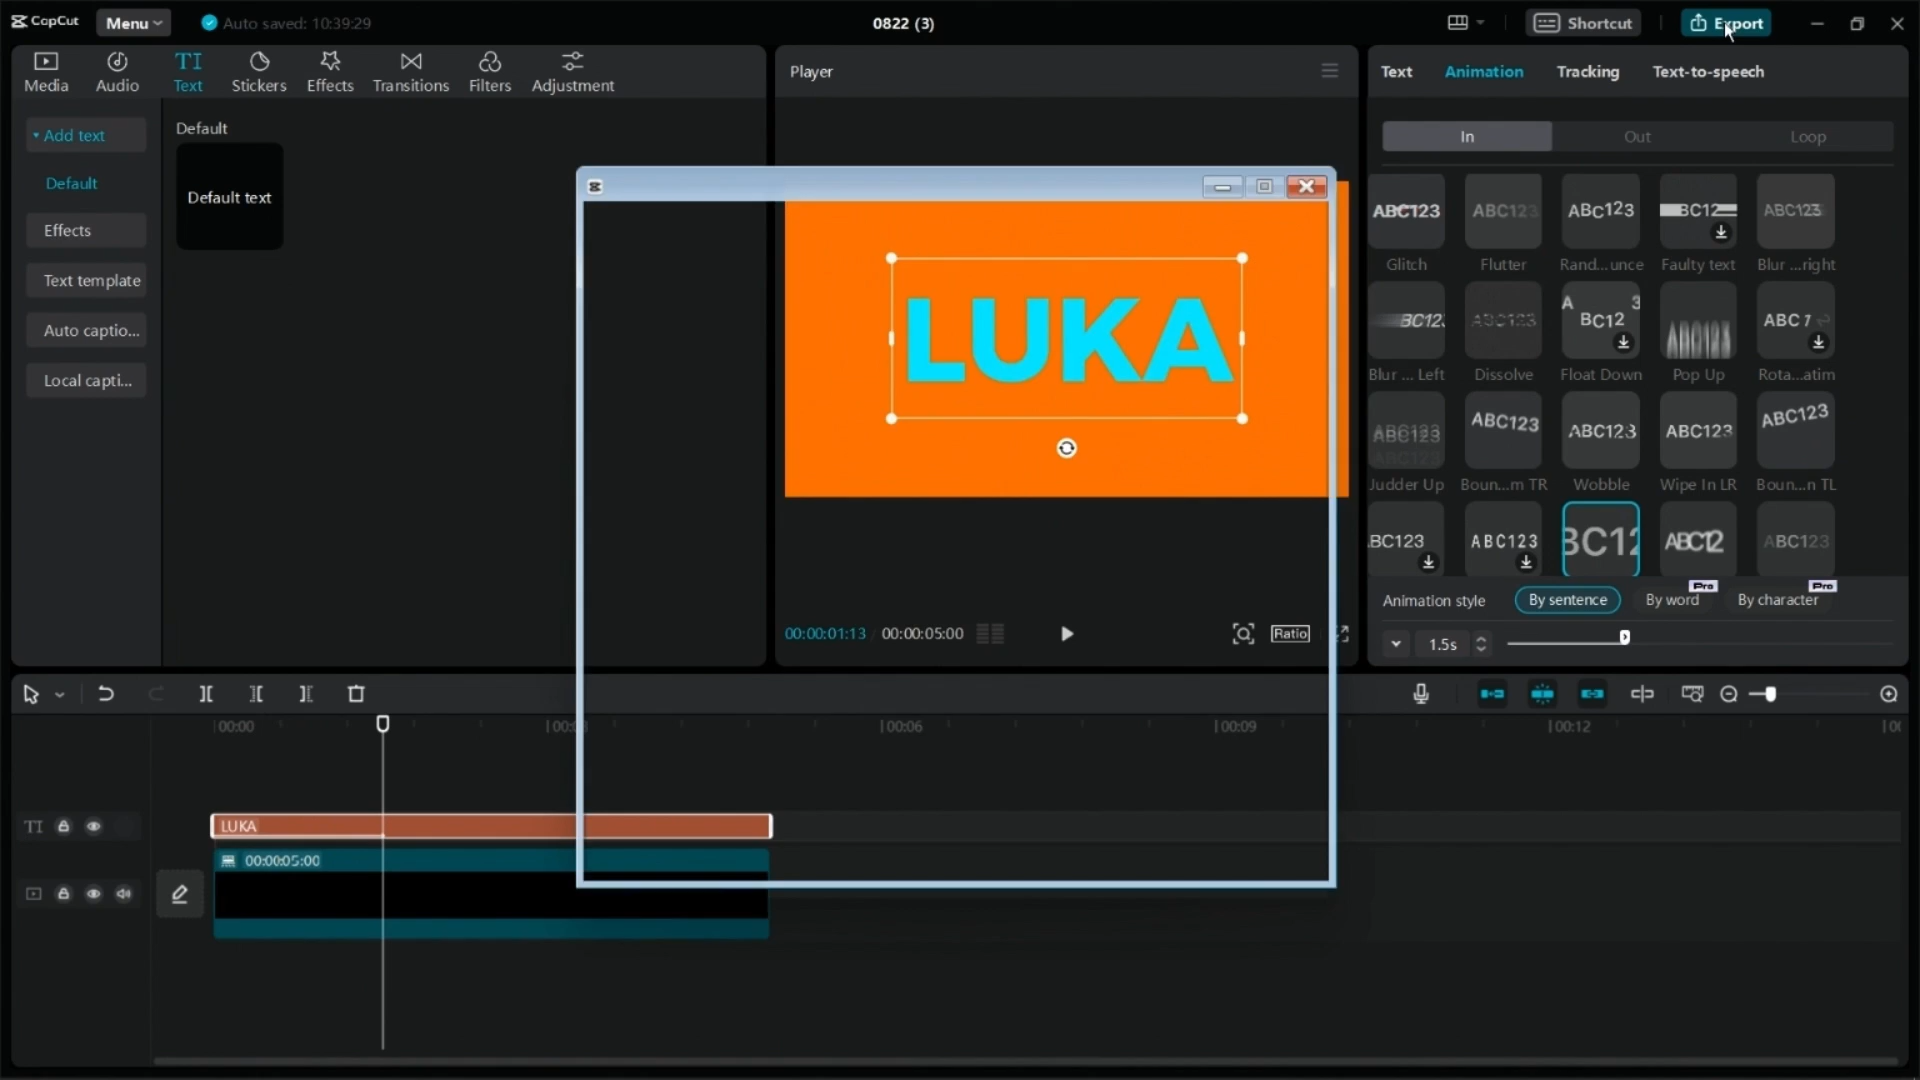 CapCut
Menu
Auto saved: 10:39:29
0822 (3)
Shortcut
Export
Media
Audio
TI
Text
Stickers
Effects
Transitions
Filters
Adjustment
Add text
Default
Effects
Text template
Auto captio...
Local capti...
Default
Default text
Player
LUKA
00:00:01:13 / 00:00:05:00
Ratio
Text
Animation
Tracking
Text-to-speech
In
Out
Loop
ABC123
ABC123
ABC123
BC12
ABC123
Glitch
Flutter
Rand...unce
Faulty text
Blur ...right
BC123
ABC123
A BC12 3
ABC123
ABC?
Blur ... Left
Dissolve
Float Down
Pop Up
Rota...atim
ABC123
ABC123
ABC123
ABC123
ABC123
Judder Up
Boun...m TR
Wobble
Wipe In LR
Boun...n TL
BC123
ABC123
BC12
ABC12
ABC123
Animation style
By sentence
By word
Pro
By character
Pro
1.5s
00:00
00:06
00:09
00:12
TI
LUKA
00:00:05:00